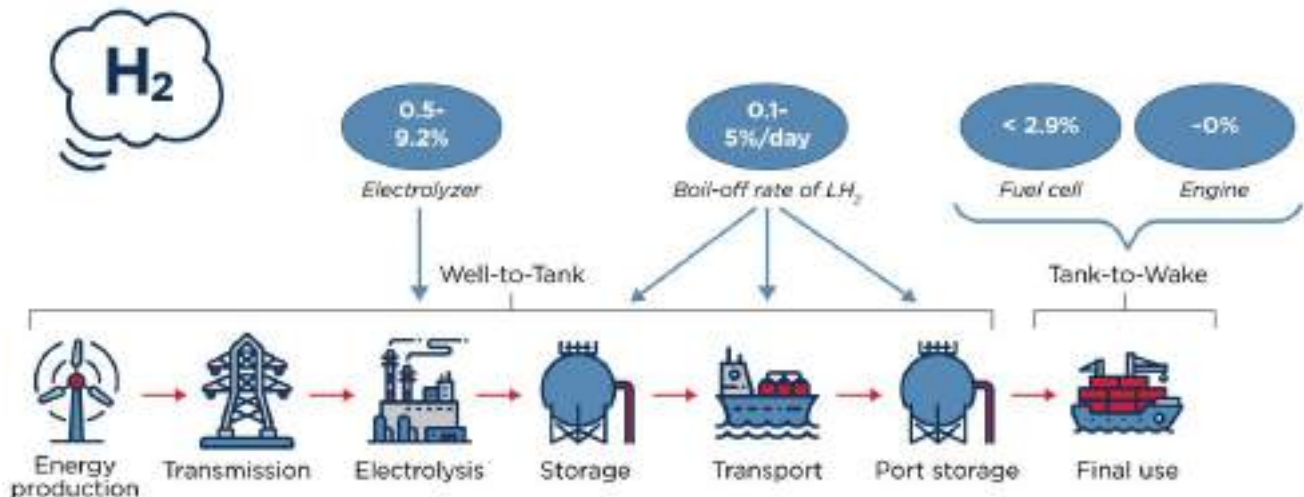 H2
0.5-
9.2%
0.1-
5%/day
< 2.9%
~0%
Electrolyzer
Boil-off rate of LH2
Fuel cell
Engine
Well-to-Tank
Tank-to-Wake
Energy
production
Transmission
Electrolysis
Storage
Transport
Port storage
Final use